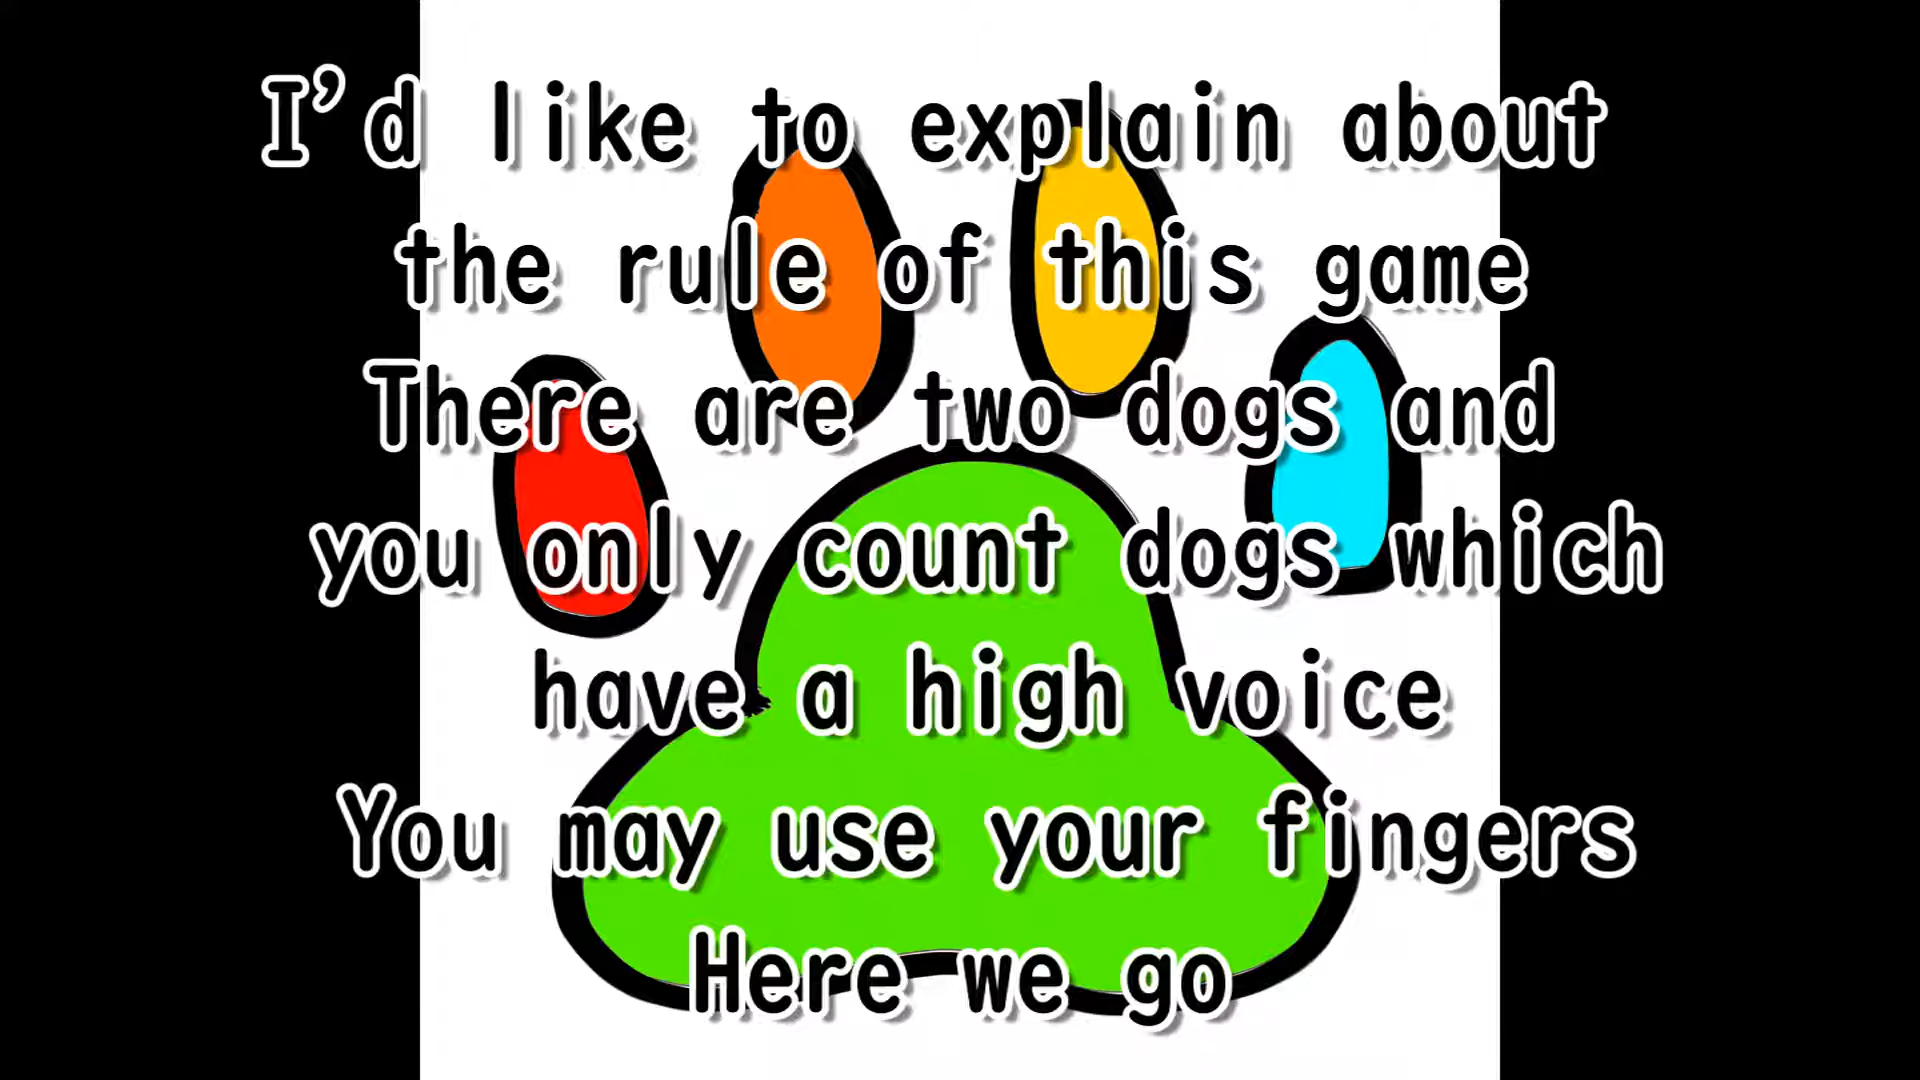 I'd like to explain about
the rule of this game
There are two dogs and
you only count dogs which
have a high voice
You may use your fingers
Here we go